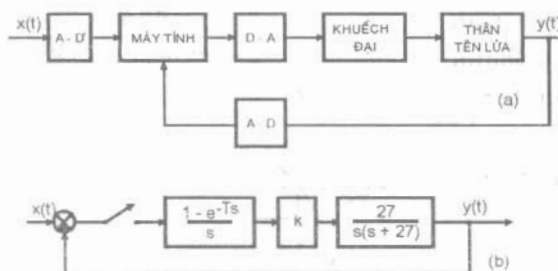 x(t) A - D MÁY TÍNH D - A KHUẾCH ĐẠI THÂN TÊN LỬA y(t)
A D
(a)
x(t) 1 - e^-Ts / s K 27 / s(s + 27) y(t)
(b)